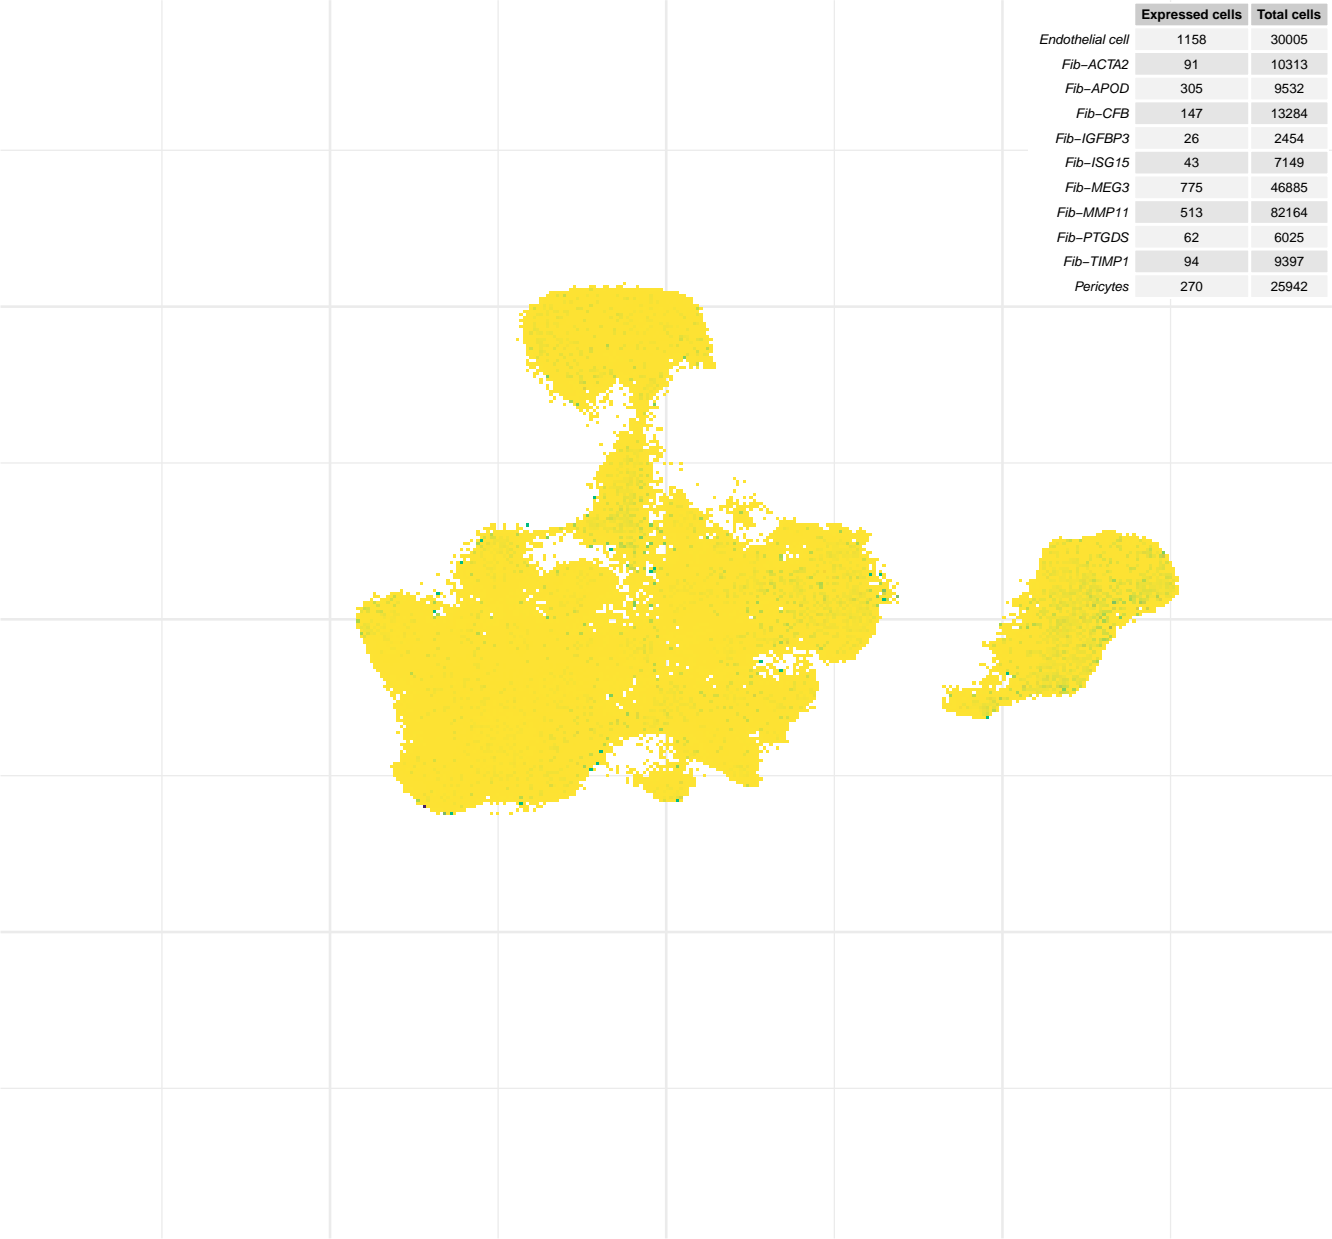 Expressed cells Total cells
Endothelial cell 1158 30005
Fib−ACTA2 91 10313
Fib−APOD 305 9532
Fib−CFB 147 13284
Fib−IGFBP3 26 2454
Fib−ISG15 43 7149
Fib−MEG3 775 46885
Fib−MMP11 513 82164
Fib−PTGDS 62 6025
Fib−TIMP1 94 9397
Pericytes 270 25942